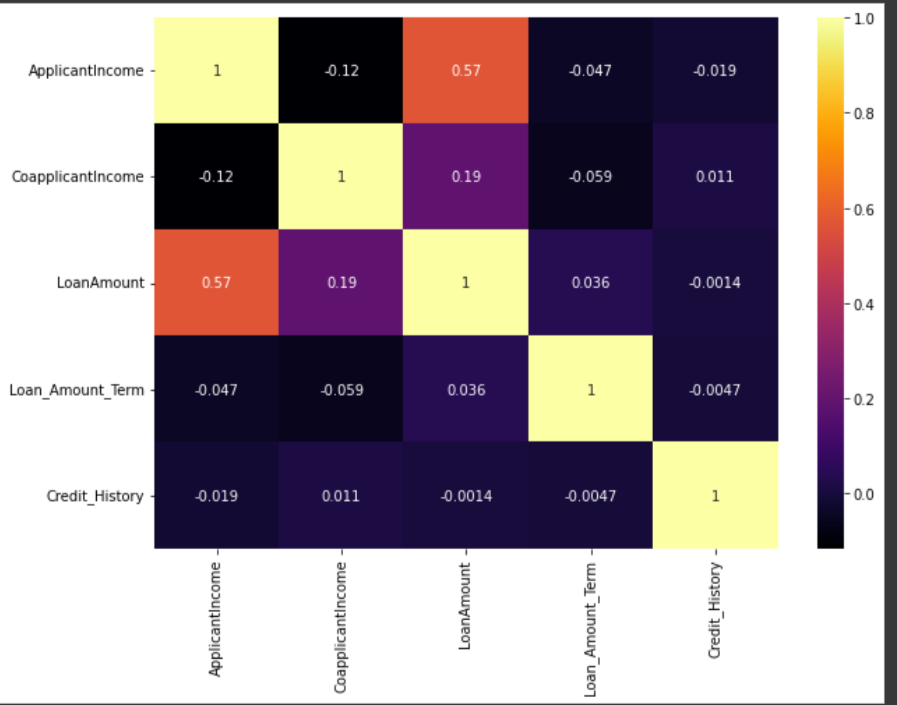 ApplicantIncome 1 -0.12 0.57 -0.047 -0.019
CoapplicantIncome -0.12 1 0.19 -0.059 0.011
LoanAmount 0.57 0.19 1 0.036 -0.0014
Loan_Amount_Term -0.047 -0.059 0.036 1 -0.0047
Credit_History -0.019 0.011 -0.0014 -0.0047 1
ApplicantIncome
CoapplicantIncome
LoanAmount
Loan_Amount_Term
Credit_History
1.0
0.8
0.6
0.4
0.2
0.0